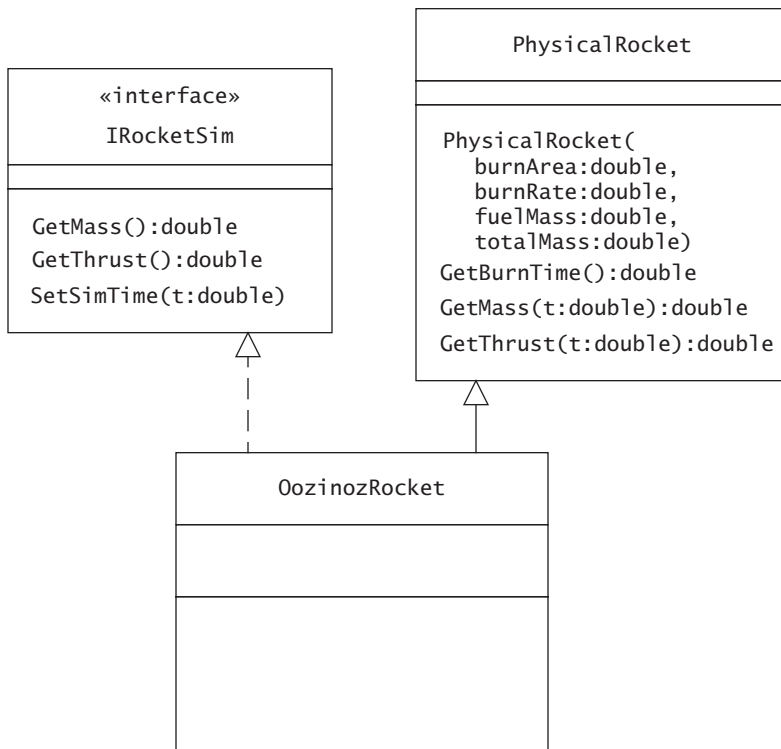 «interface»
IRocketSim
GetMass():double
GetThrust():double
SetSimTime(t:double)
PhysicalRocket
PhysicalRocket(
burnArea:double,
burnRate:double,
fuelMass:double,
totalMass:double)
GetBurnTime():double
GetMass(t:double):double
GetThrust(t:double):double
OozinozRocket